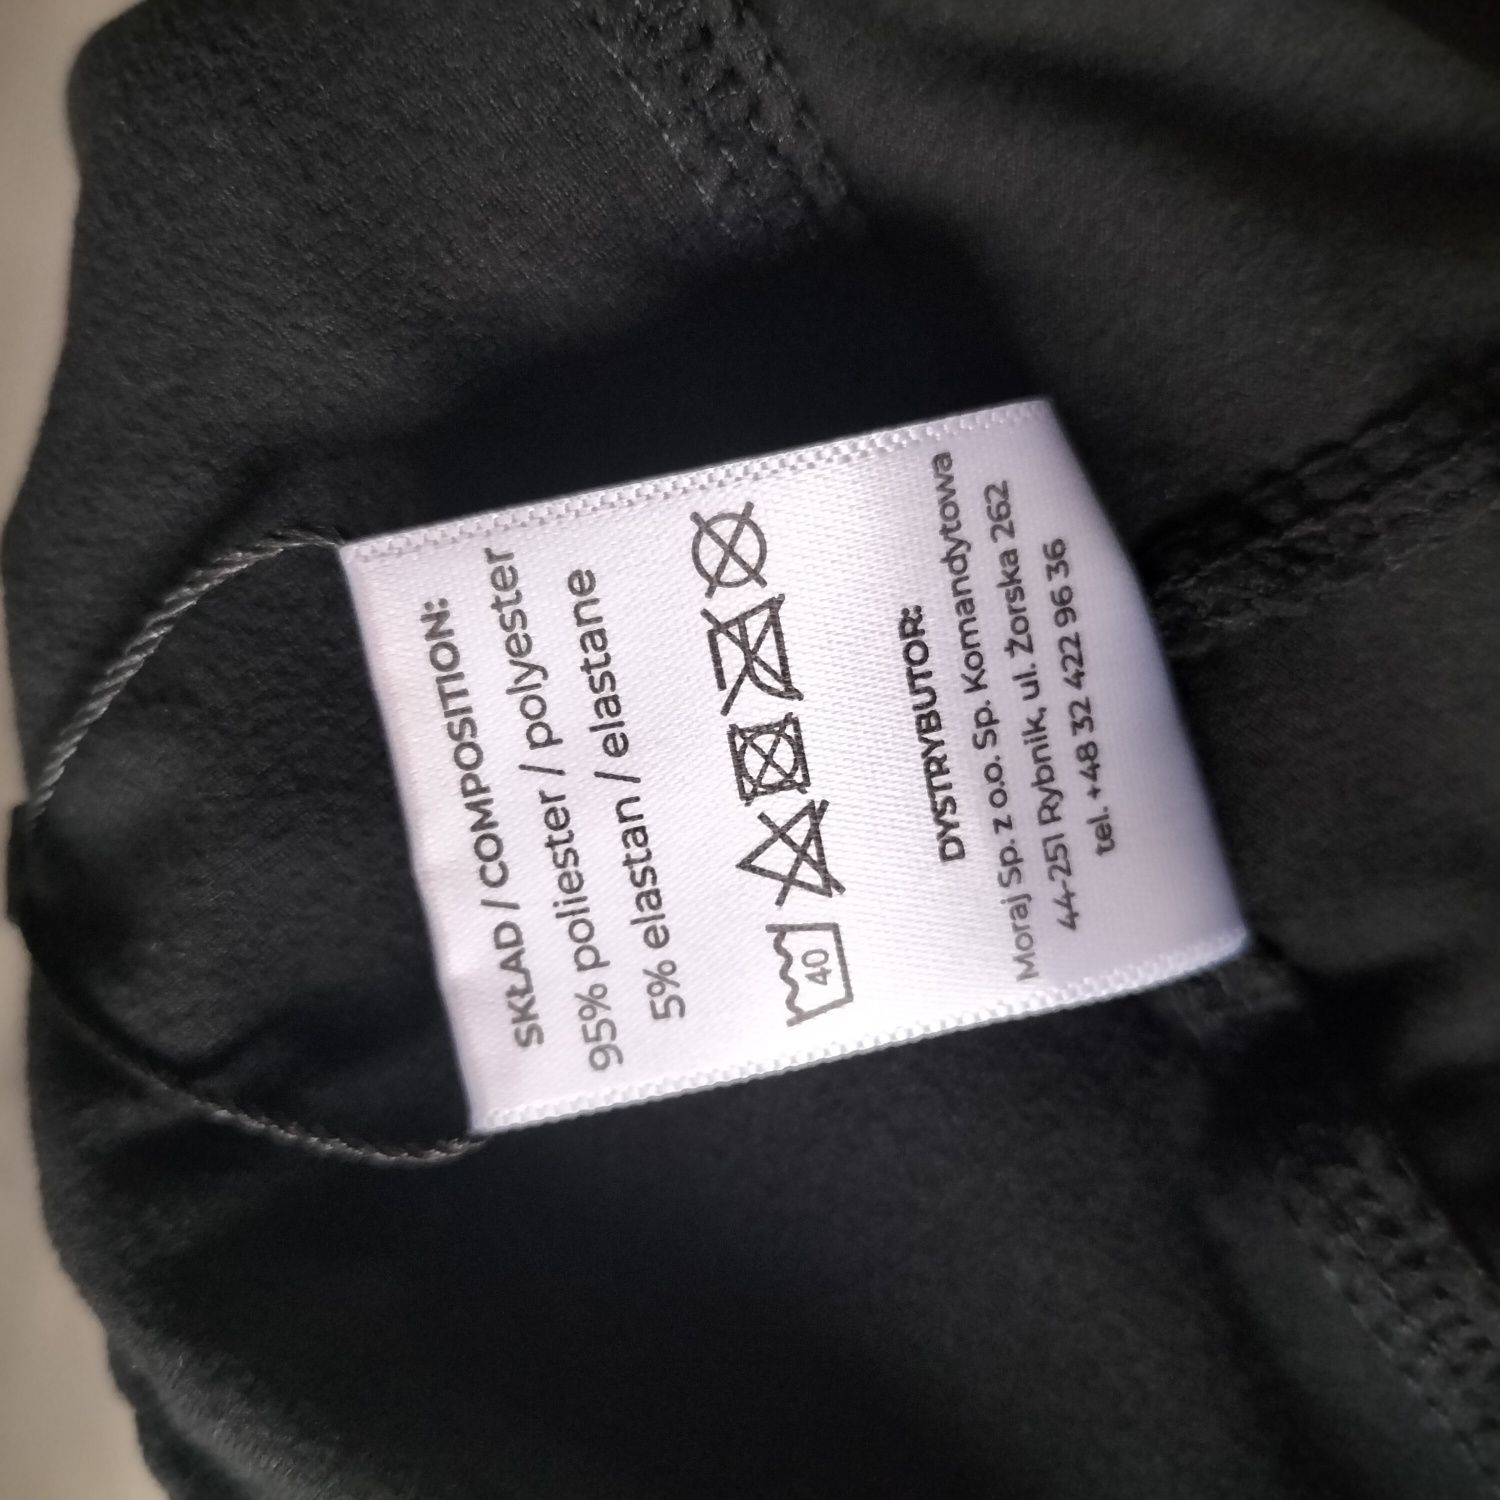 SKŁAD / COMPOSITION:
95% poliester / polyester
5% elastan / elastane
40
DYSTRYBUTOR:
Moraj Sp. z o.o. Sp. Komandytowa
44-251 Rybnik, ul. Żorska 262
tel. +48 32 422 96 36